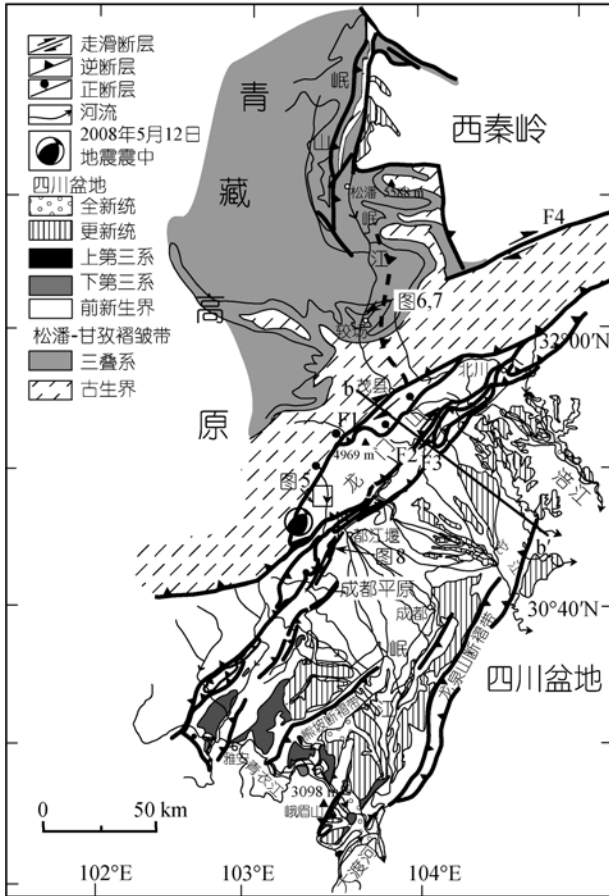 走滑断层
逆断层
正断层
河流
2008年5月12日
地震震中
四川盆地
全新统
更新统
上第三系
下第三系
前新生界
松潘-甘孜褶皱带
三叠系
古生界
青
藏
高
原
岷
山
西秦岭
松潘
5588 m
岷
江
F4
图6,7
较场
32°00′N
北川
b
茂县
F1
4969 m
F2
F3
龙
图5
涪江
都江堰
图8
b′
成都平原
30°40′N
成都
岷
江
龙泉山断褶带
四川盆地
熊坡断褶带
雅安
青衣江
3098 m
峨眉山
0
50 km
102°E
103°E
104°E